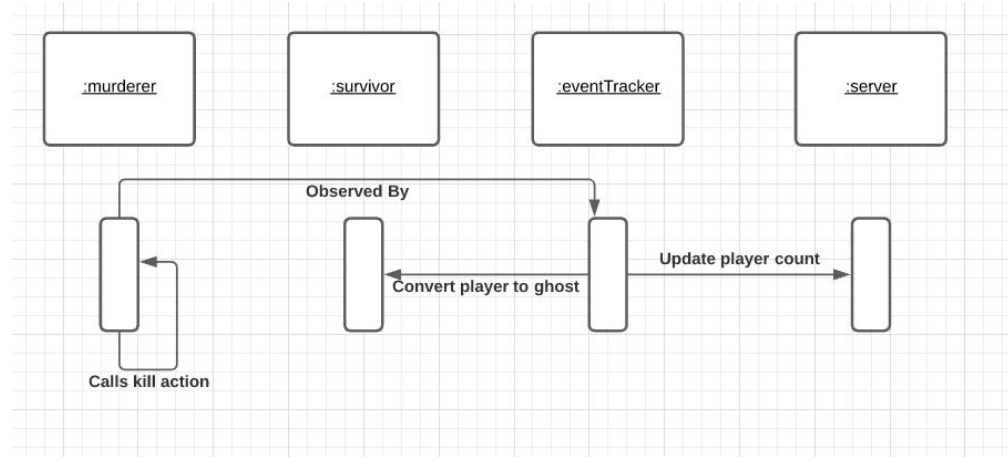 :murderer
:survivor
:eventTracker
:server
Observed By
Update player count
Convert player to ghost
Calls kill action